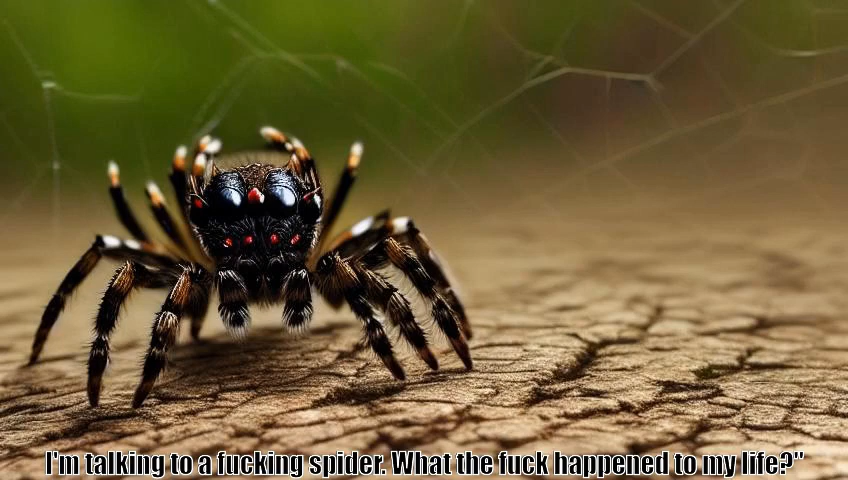 I'm talking to a fucking spider. What the fuck happened to my life?"